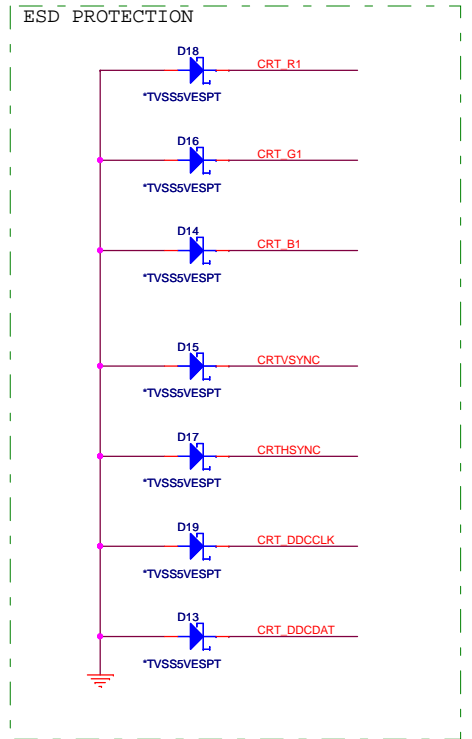 ESD PROTECTION
D18
CRT_R1
*TVSS5VESPT
D16
CRT_G1
*TVSS5VESPT
D14
CRT_B1
*TVSS5VESPT
D15
CRTVSYNC
*TVSS5VESPT
D17
CRTHSYNC
*TVSS5VESPT
D19
CRT_DDCCLK
*TVSS5VESPT
D13
CRT_DDCDAT
*TVSS5VESPT